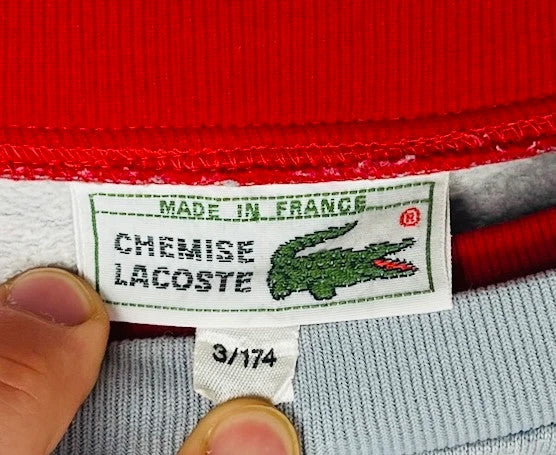 MADE IN FRANCE
®
CHEMISE
LACOSTE
3/174